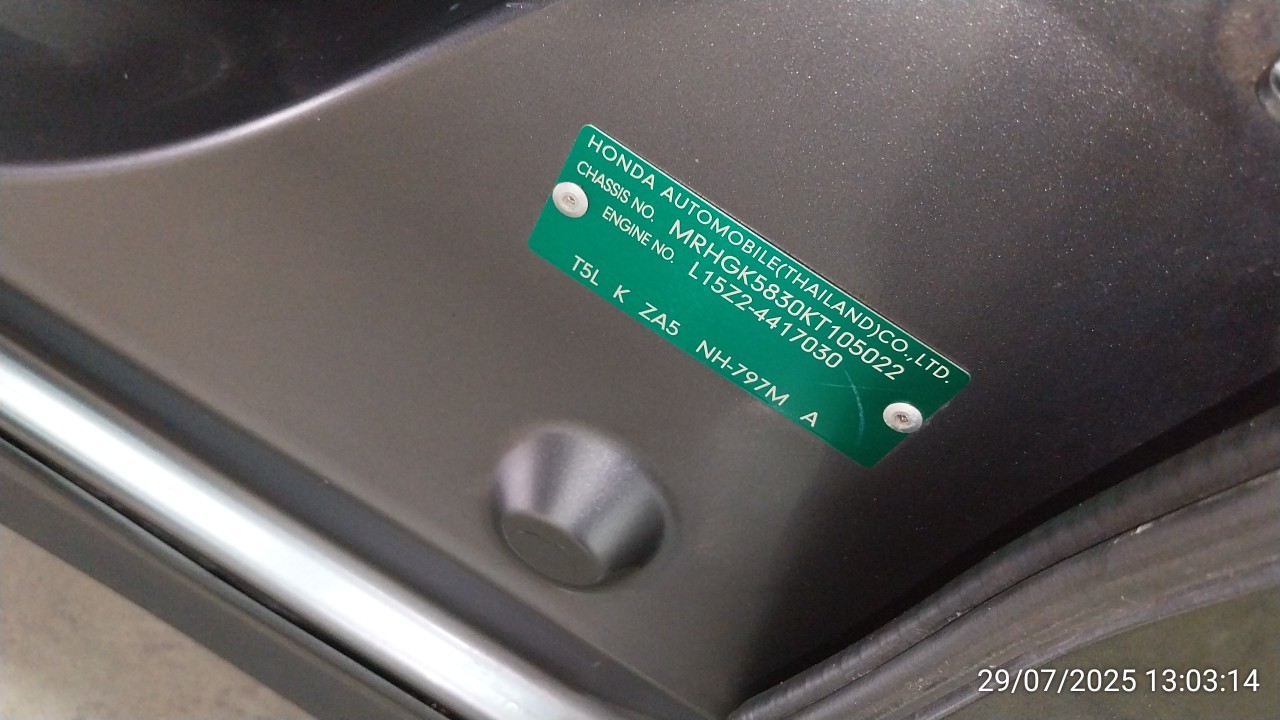 HONDA AUTOMOBILE(THAILAND)CO.,LTD.
CHASSIS NO. MRHGK5830KT105022
ENGINE NO. L15Z2-4417030
T5L K ZA5 NH-797M A
29/07/2025 13:03:14